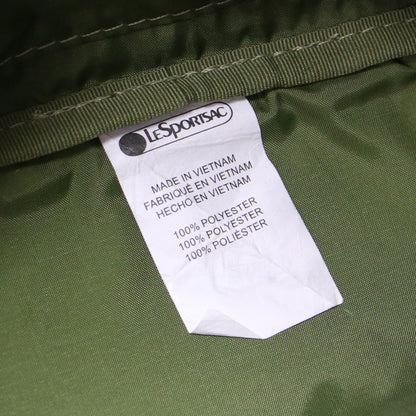 LeSportsac
MADE IN VIETNAM
FABRIQUÉ EN VIETNAM
HECHO EN VIETNAM
100% POLYESTER
100% POLYESTER
100% POLIÉSTER